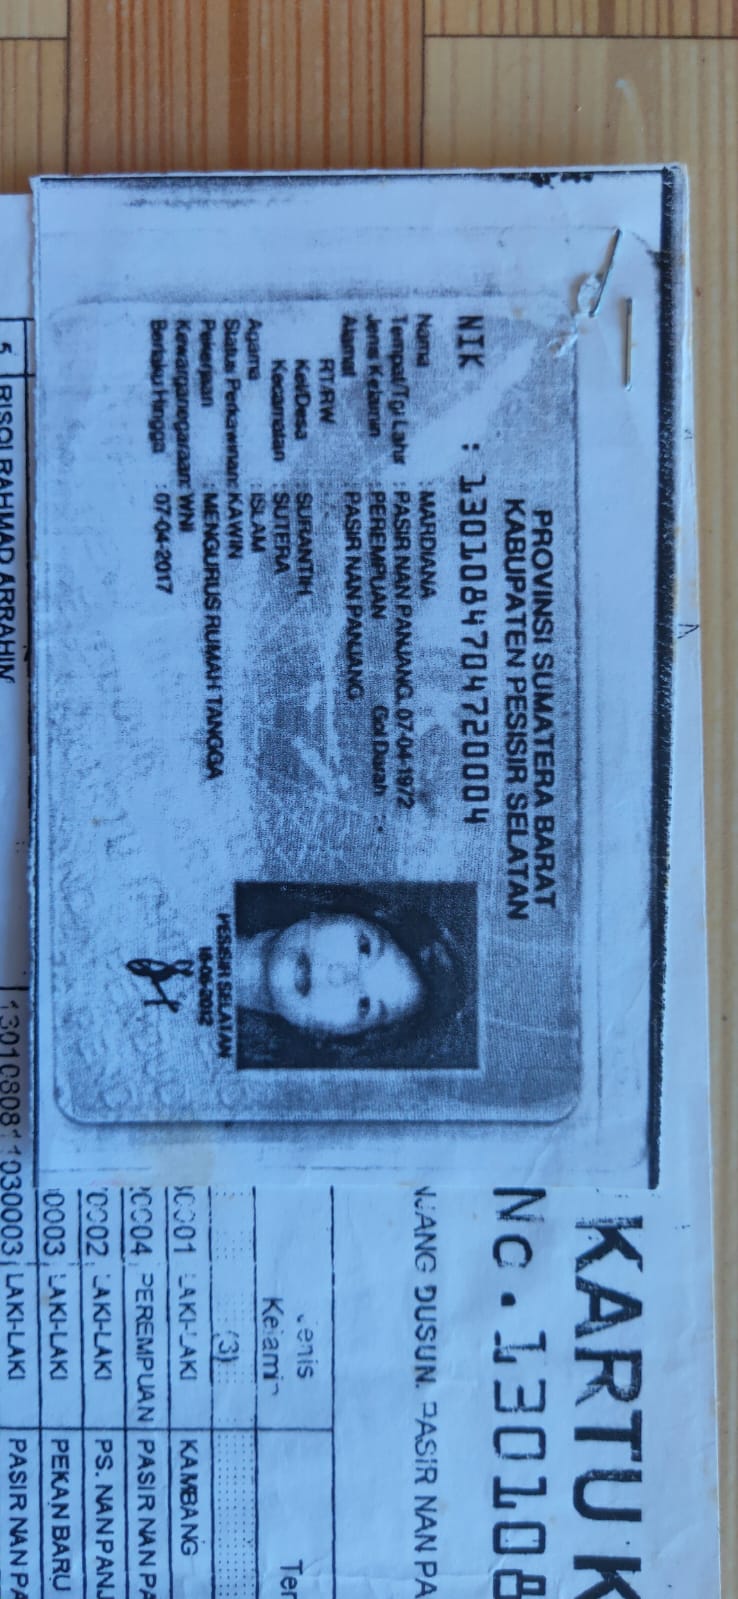 PROVINSI SUMATERA BARAT
KABUPATEN PESISIR SELATAN
NIK : 1301084704720004
Nama : MARDIANA
Tempat/Tgl Lahir : PASIR NAN PANJANG, 07-04-1972
Jenis Kelamin : PEREMPUAN Gol Darah : -
Alamat : PASIR NAN PANJANG
RT/RW
Kel/Desa : SURANTIH
Kecamatan : SUTERA
Agama : ISLAM
Status Perkawinan: KAWIN
Pekerjaan : MENGURUS RUMAH TANGGA
Kewarganegaraan: WNI
Berlaku Hingga : 07-04-2017
PESISIR SELATAN
18-06-2012
KARTU K
No. 130108
NJANG DUSUN. PASIR NAN PA
Jenis
Kelamin
Ter
(3)
0001 LAKI-LAKI KAMBANG
0004 PEREMPUAN PASIR NAN PA
0002 LAKI-LAKI PS. NAN PANJ
0003 LAKI-LAKI PEKAN BARU
5 RISQI RAHMAD ARRAHIM 1301080811030003 LAKI-LAKI PASIR NAN PA